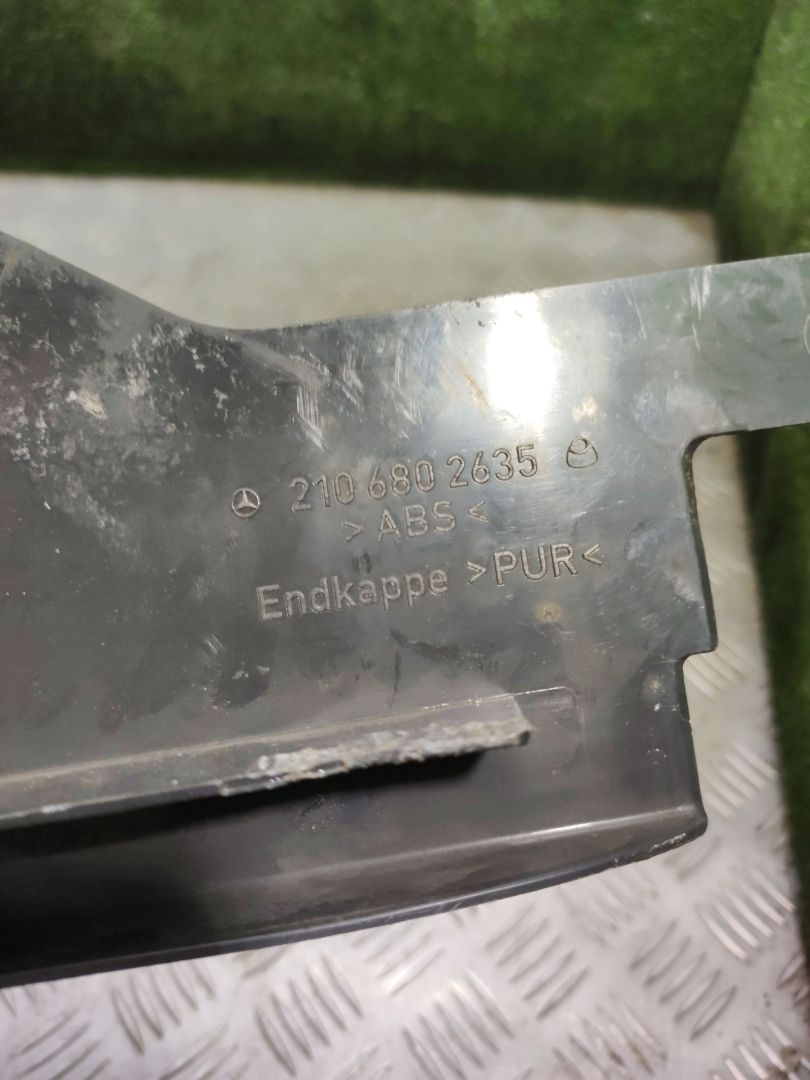 210 680 2635
>ABS<
Endkappe >PUR<